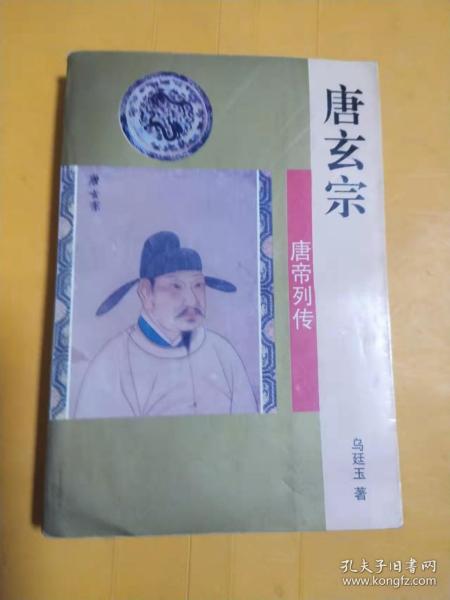 唐玄宗
唐帝列传
唐玄宗
乌廷玉 著
孔夫子旧书网
www.kongfz.com